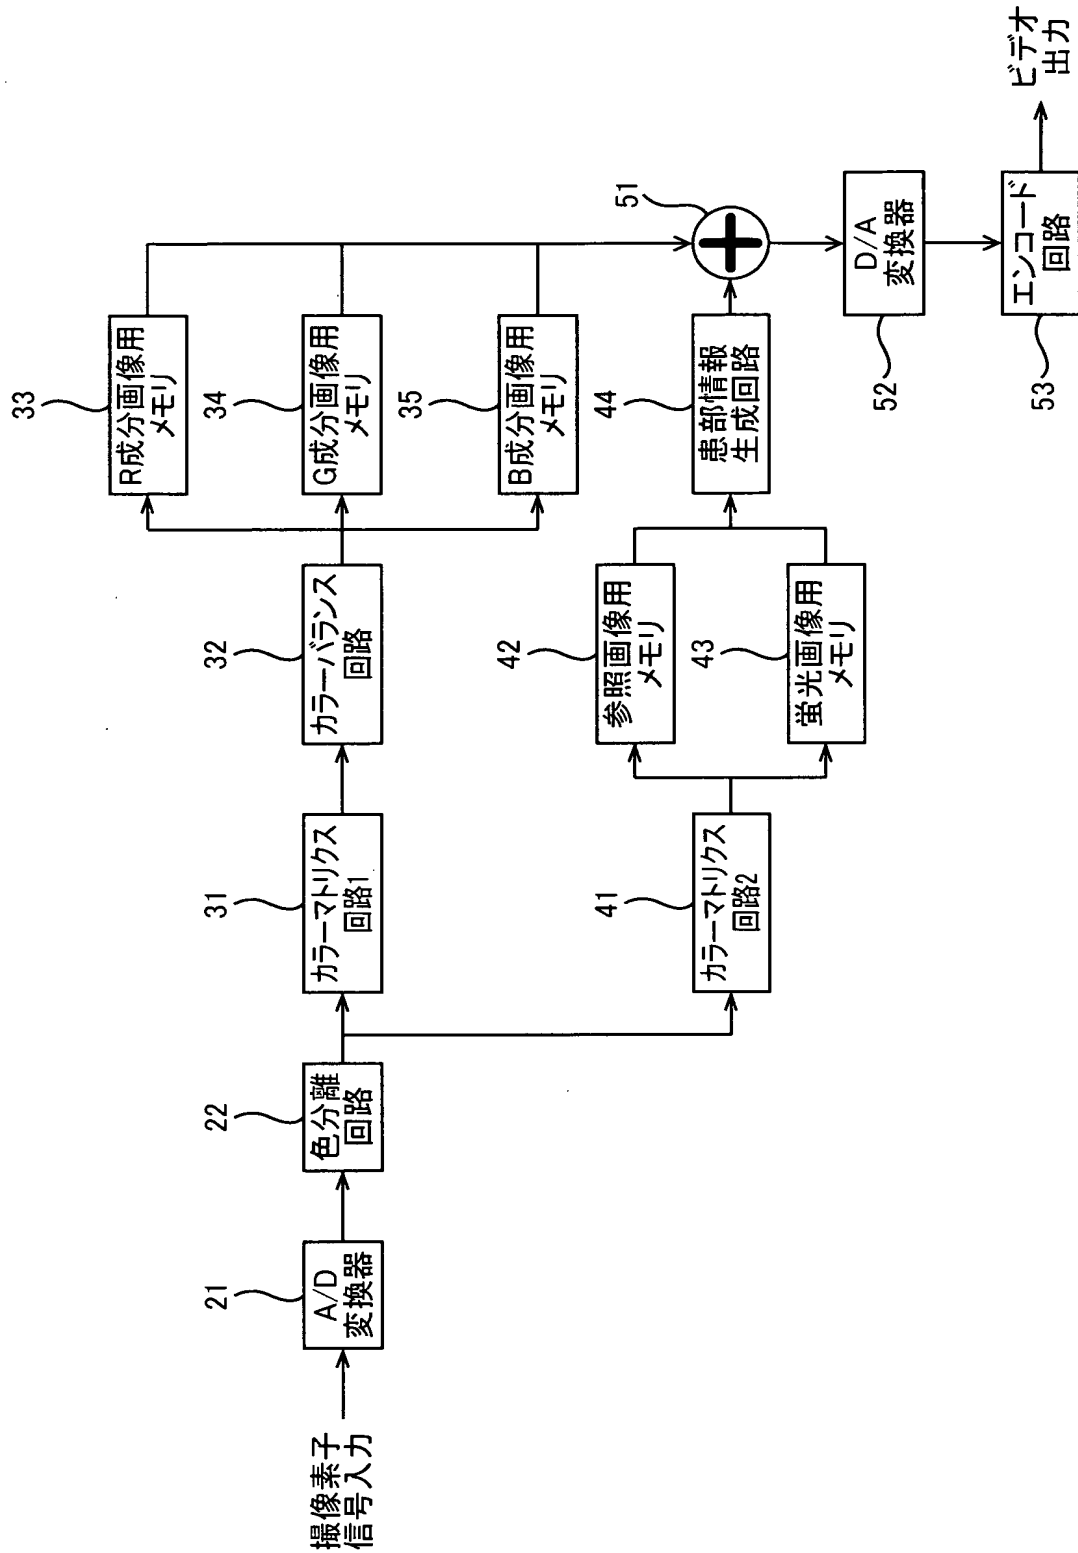 撮像素子
信号入力
21
A/D
変換器
22
色分離
回路
31
カラーマトリクス
回路1
32
カラーバランス
回路
33
R成分画像用
メモリ
34
G成分画像用
メモリ
35
B成分画像用
メモリ
41
カラーマトリクス
回路2
42
参照画像用
メモリ
43
蛍光画像用
メモリ
44
患部情報
生成回路
51
52
D/A
変換器
53
エンコード
回路
ビデオ
出力